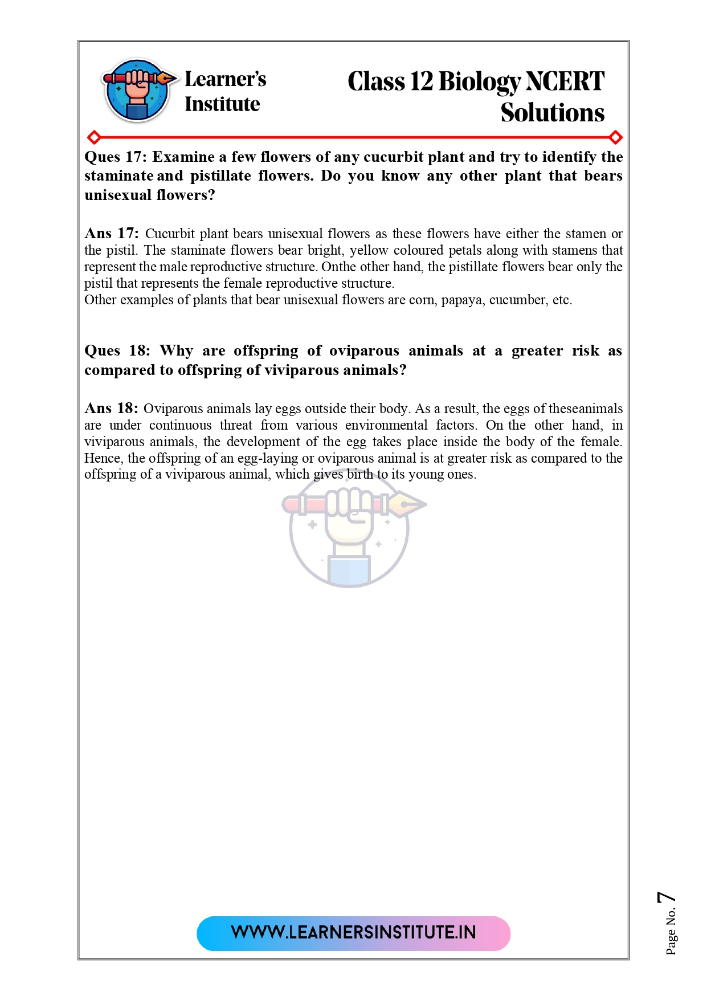 Learner's
Institute
Class 12 Biology NCERT
Solutions
Ques 17: Examine a few flowers of any cucurbit plant and try to identify the
staminate and pistillate flowers. Do you know any other plant that bears
unisexual flowers?
Ans 17: Cucurbit plant bears unisexual flowers as these flowers have either the stamen or
the pistil. The staminate flowers bear bright, yellow coloured petals along with stamens that
represent the male reproductive structure. Onthe other hand, the pistillate flowers bear only the
pistil that represents the female reproductive structure.
Other examples of plants that bear unisexual flowers are corn, papaya, cucumber, etc.
Ques 18: Why are offspring of oviparous animals at a greater risk as
compared to offspring of viviparous animals?
Ans 18: Oviparous animals lay eggs outside their body. As a result, the eggs of theseanimals
are under continuous threat from various environmental factors. On the other hand, in
viviparous animals, the development of the egg takes place inside the body of the female.
Hence, the offspring of an egg-laying or oviparous animal is at greater risk as compared to the
offspring of a viviparous animal, which gives birth to its young ones.
WWW.LEARNERSINSTITUTE.IN
Page No. 7